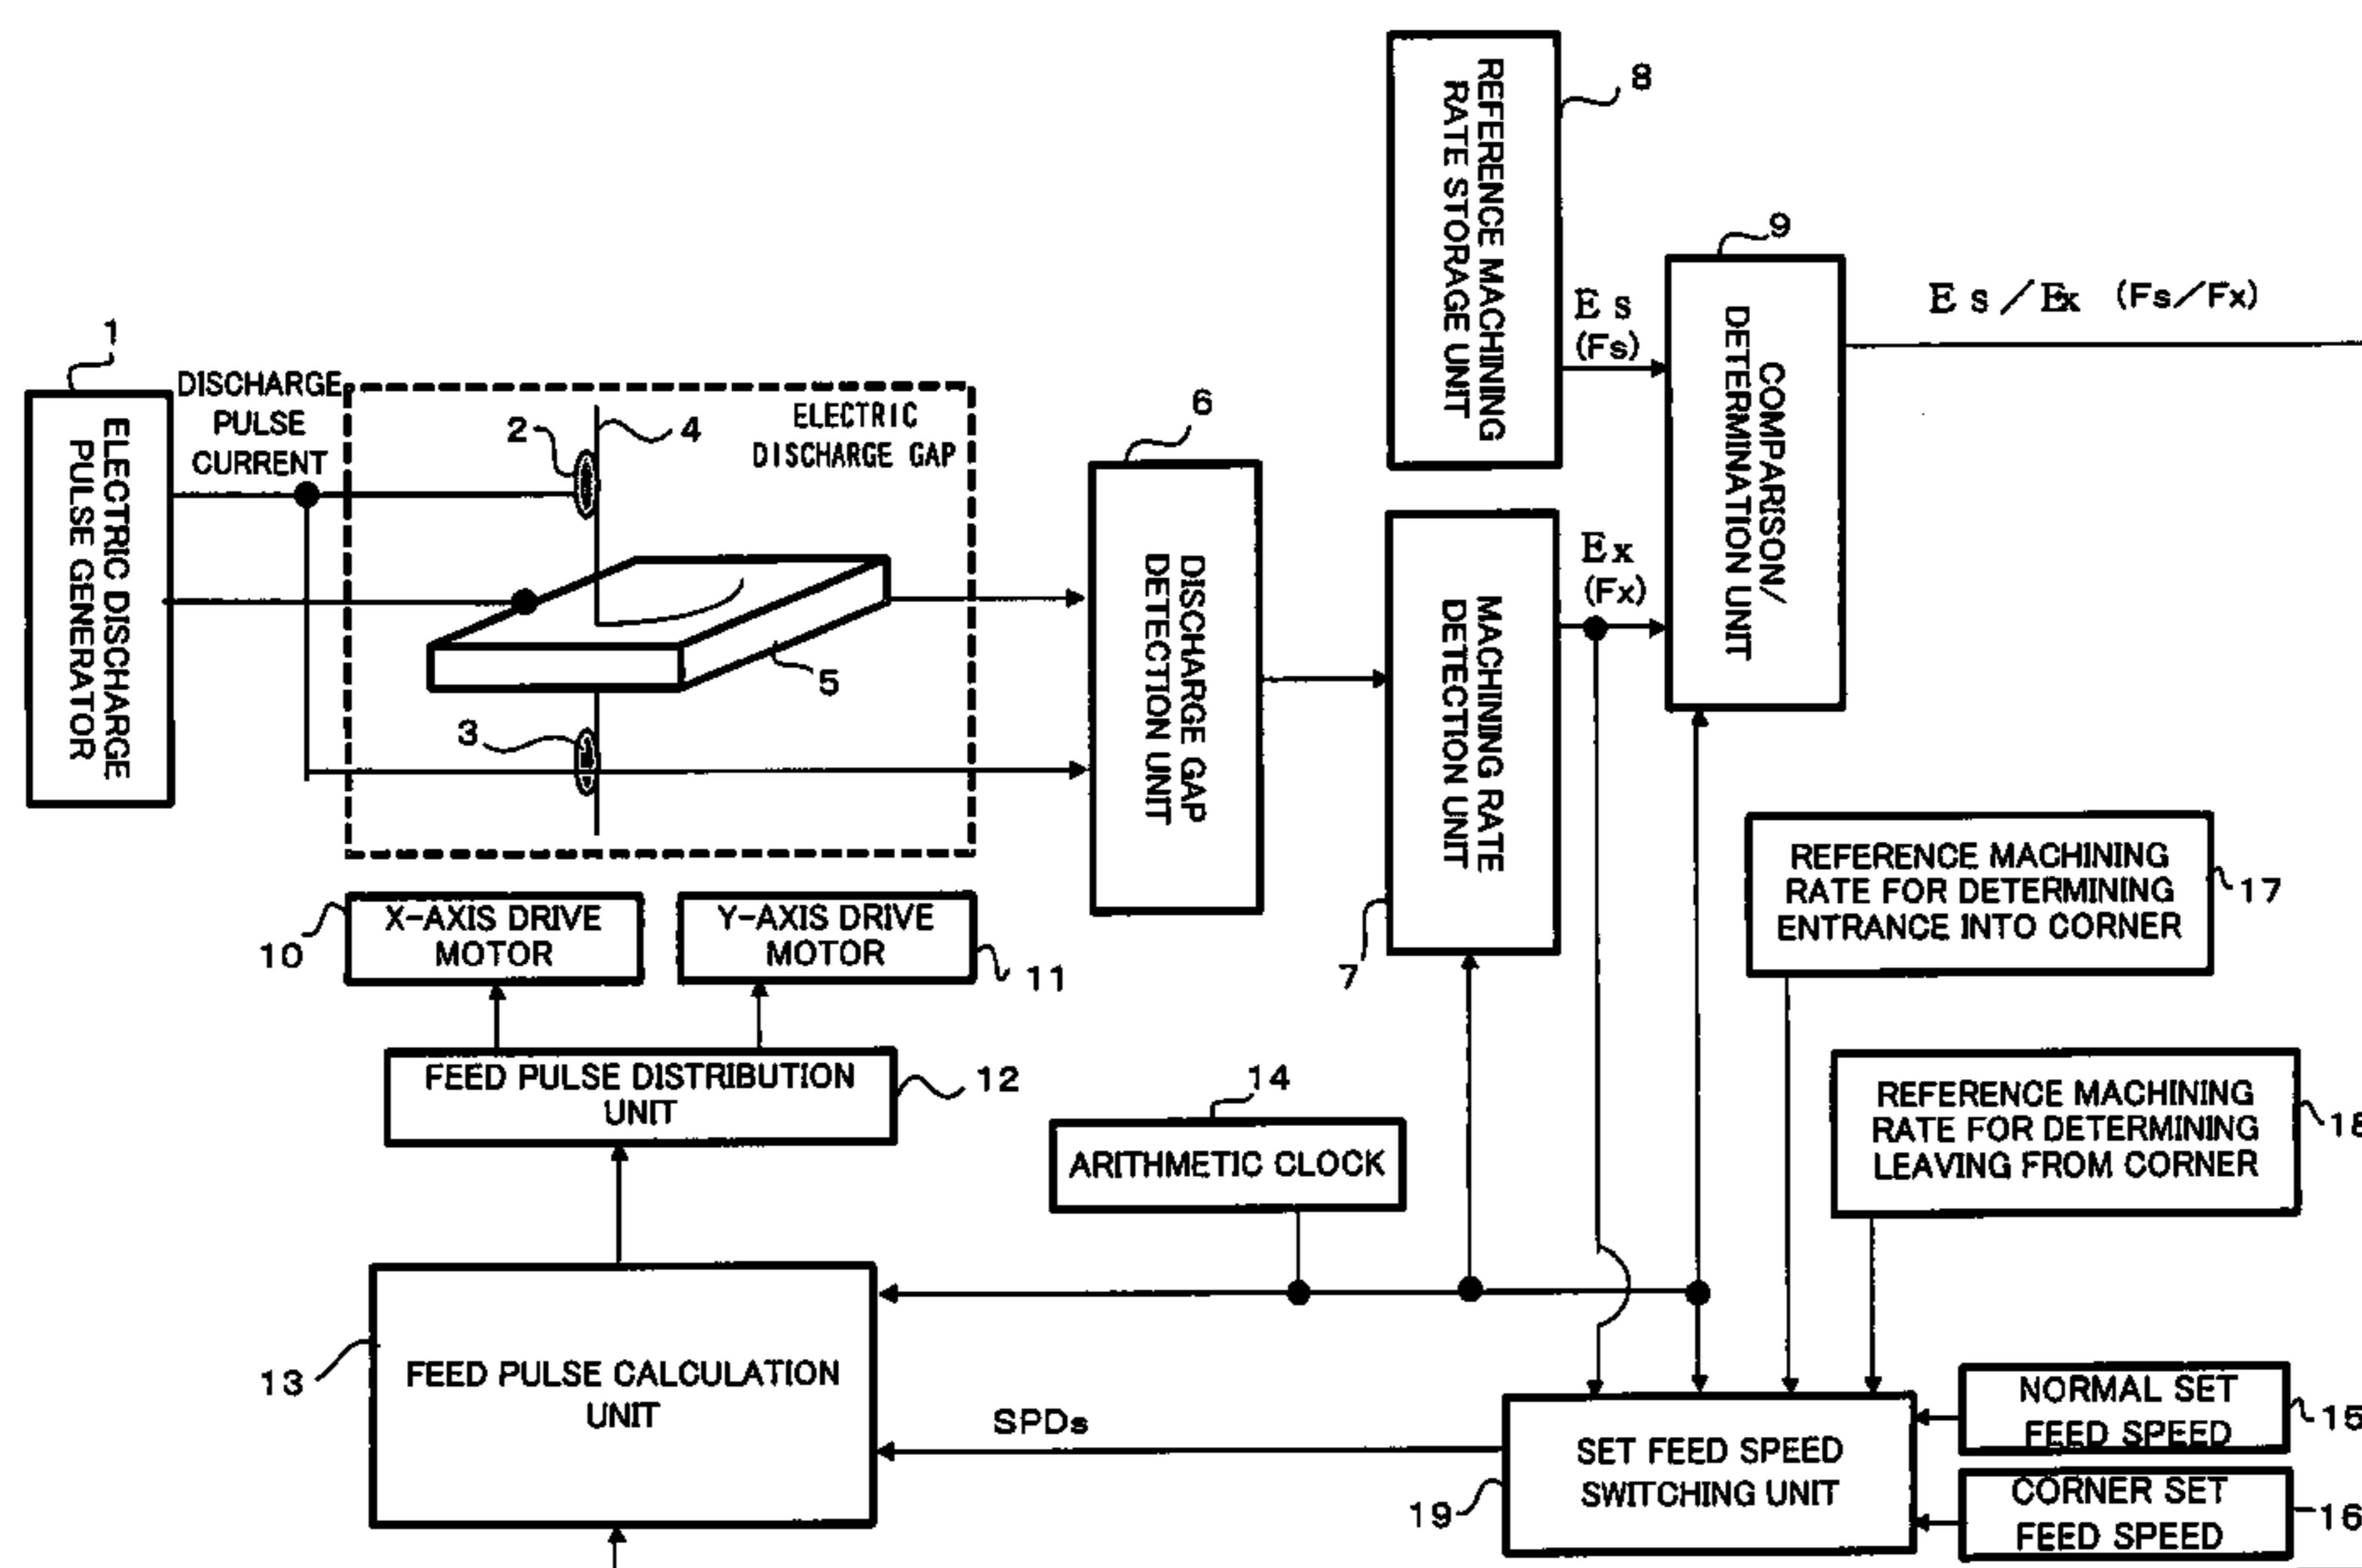 8
REFERENCE MACHINING
RATE STORAGE UNIT
9
COMPARISON/
DETERMINATION UNIT
Es
(Fs)
Es/Ex (Fs/Fx)
1
ELECTRIC DISCHARGE
PULSE GENERATOR
DISCHARGE
PULSE
CURRENT
2
4
ELECTRIC
DISCHARGE GAP
5
3
6
DISCHARGE GAP
DETECTION UNIT
MACHINING RATE
DETECTION UNIT
7
Ex
(Fx)
REFERENCE MACHINING
RATE FOR DETERMINING
ENTRANCE INTO CORNER
17
10
X-AXIS DRIVE
MOTOR
Y-AXIS DRIVE
MOTOR
11
FEED PULSE DISTRIBUTION
UNIT
12
14
ARITHMETIC CLOCK
REFERENCE MACHINING
RATE FOR DETERMINING
LEAVING FROM CORNER
18
13
FEED PULSE CALCULATION
UNIT
SPDs
19
SET FEED SPEED
SWITCHING UNIT
NORMAL SET
FEED SPEED
15
CORNER SET
FEED SPEED
16